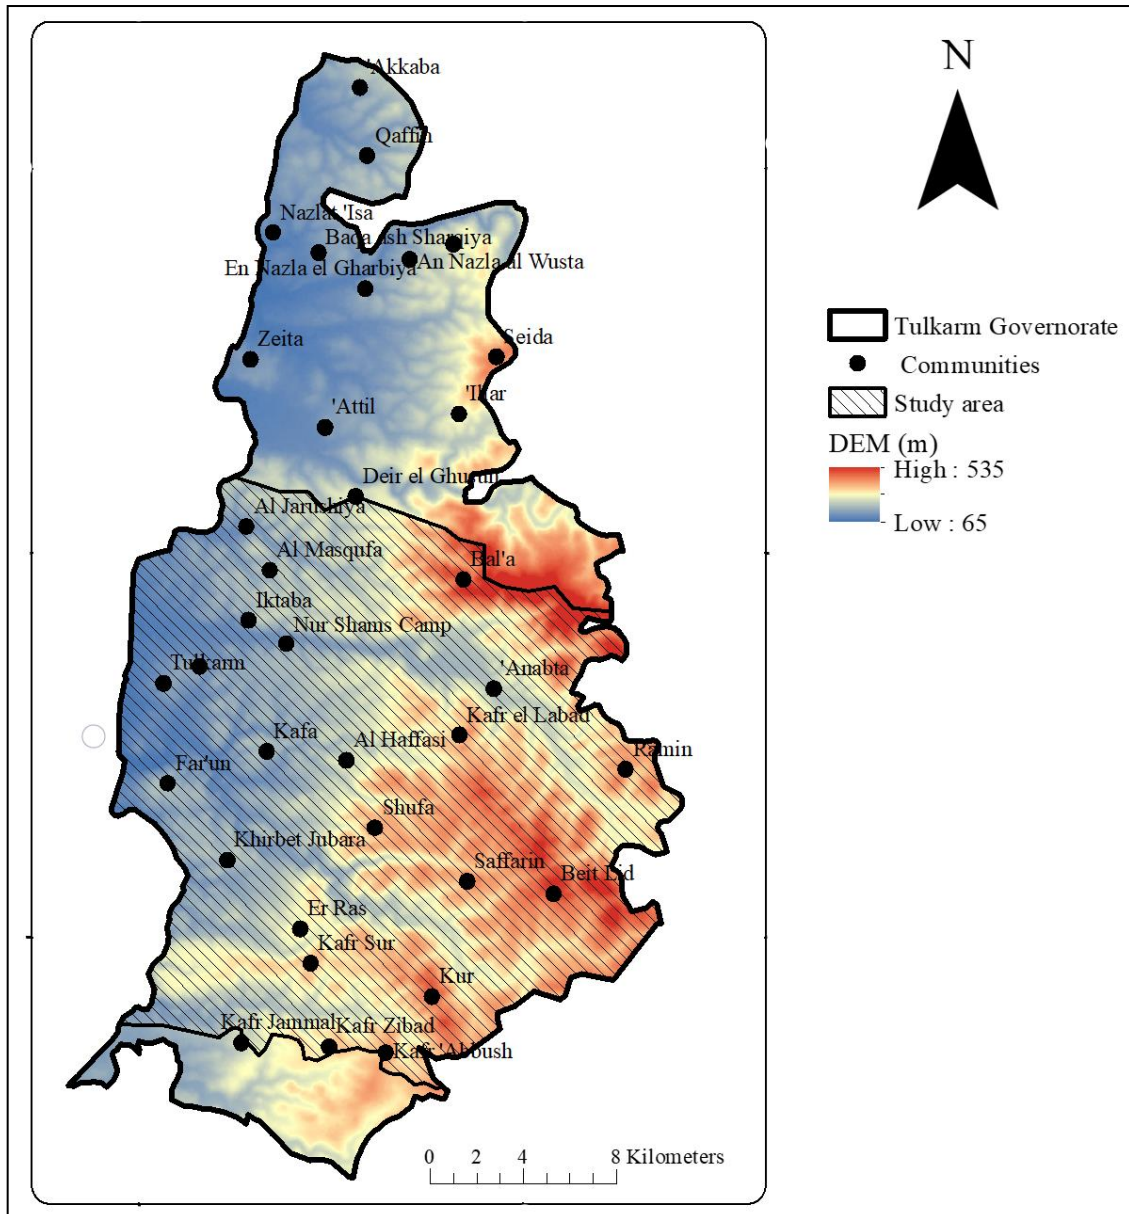 N
'Akkaba
Qaffin
Nazlat 'Isa
Baqa ash Sharqiya
An Nazla al Wusta
En Nazla el Gharbiya
Zeita
Seida
'Illar
'Attil
Deir el Ghusun
Al Jarushiya
Al Masqufa
Bal'a
Iktaba
Nur Shams Camp
Tulkarm
'Anabta
Kafr el Labad
Kafa
Al Haffasi
Ramin
Far'un
Shufa
Khirbet Jubara
Saffarin
Beit Lid
Er Ras
Kafr Sur
Kur
Kafr Jammal
Kafr Zibad
Kafr 'Abbush
0 2 4 8 Kilometers
Tulkarm Governorate
Communities
Study area
DEM (m)
High : 535
Low : 65